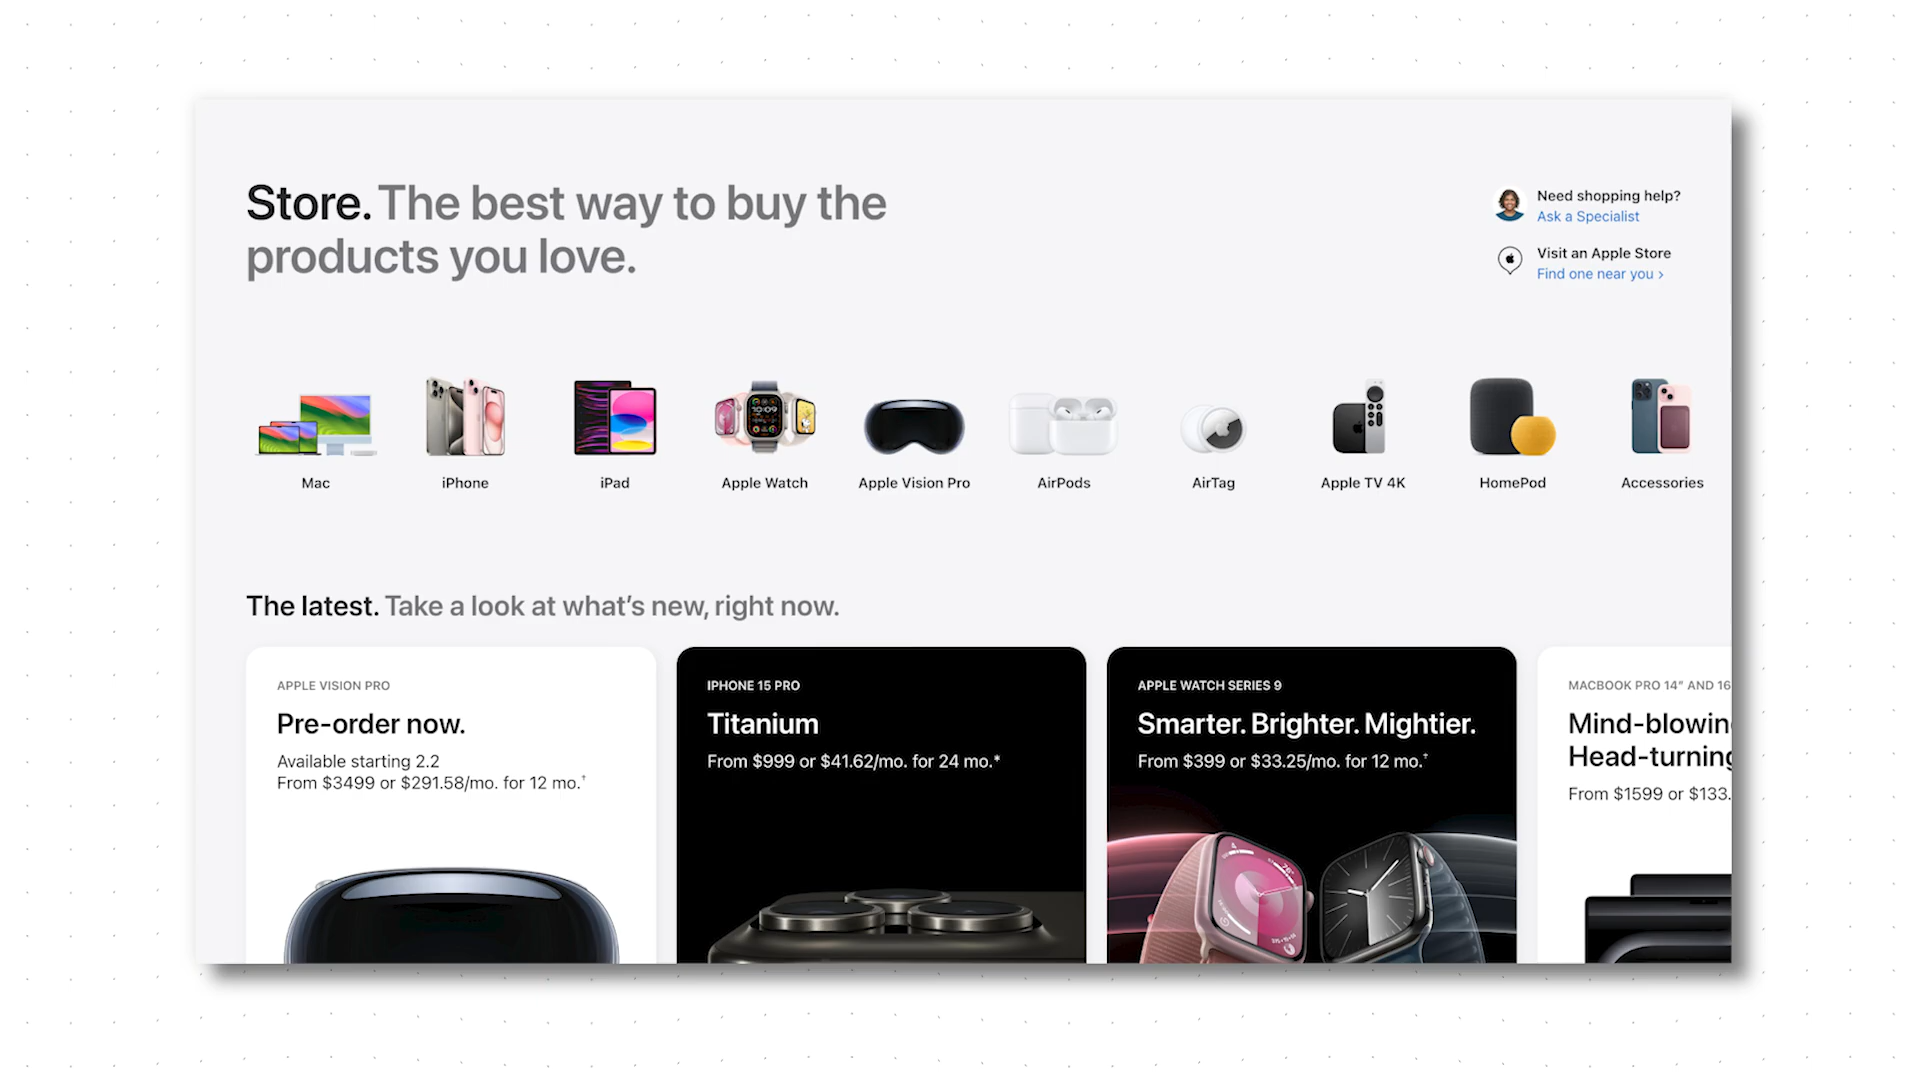 Store. The best way to buy the
products you love.
Need shopping help?
Ask a Specialist
Visit an Apple Store
Find one near you >
Mac
iPhone
iPad
Apple Watch
Apple Vision Pro
AirPods
AirTag
Apple TV 4K
HomePod
Accessories
The latest. Take a look at what’s new, right now.
APPLE VISION PRO
Pre-order now.
Available starting 2.2
From $3499 or $291.58/mo. for 12 mo.†
IPHONE 15 PRO
Titanium
From $999 or $41.62/mo. for 24 mo.*
APPLE WATCH SERIES 9
Smarter. Brighter. Mightier.
From $399 or $33.25/mo. for 12 mo.†
MACBOOK PRO 14” AND 16
Mind-blowin
Head-turning
From $1599 or $133.